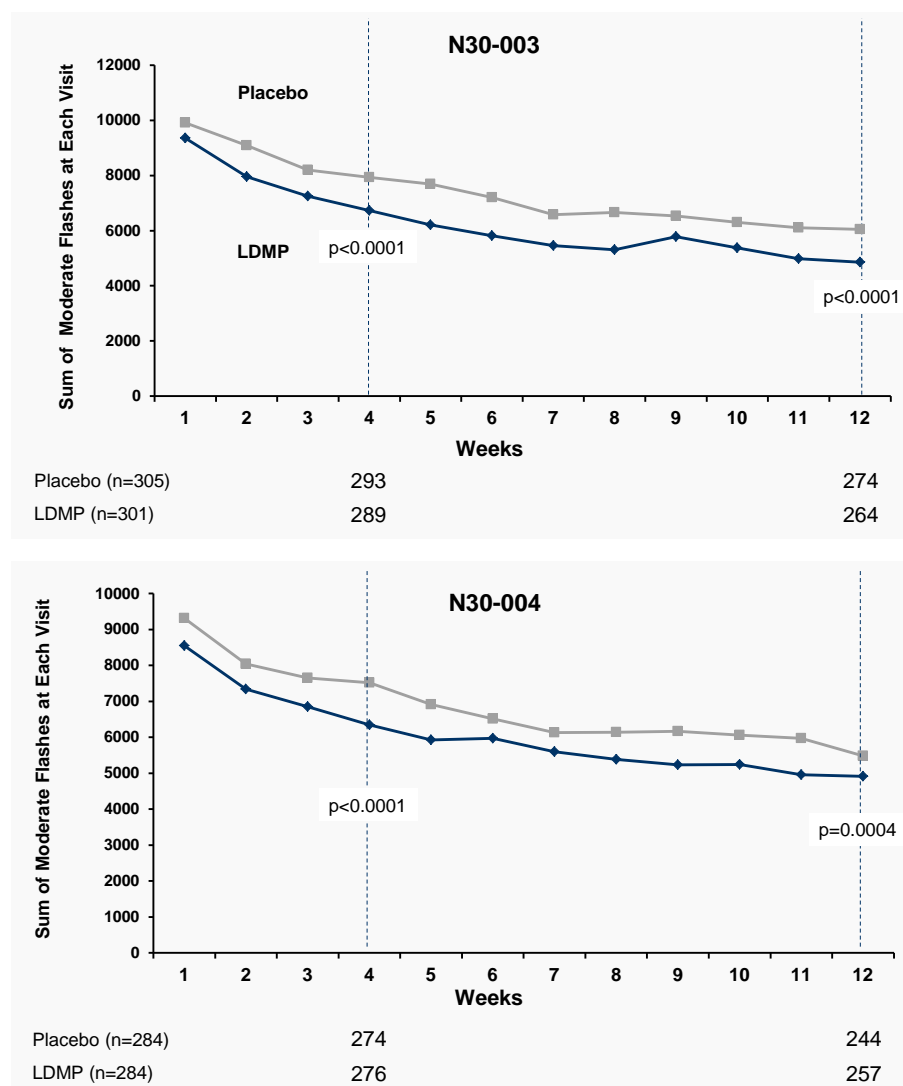 N30-003
Sum of Moderate Flashes at Each Visit
12000
10000
8000
6000
4000
2000
0
Placebo
LDMP
p<0.0001
p<0.0001
1 2 3 4 5 6 7 8 9 10 11 12
Weeks
Placebo (n=305) 293 274
LDMP (n=301) 289 264
N30-004
Sum of Moderate Flashes at Each Visit
10000
9000
8000
7000
6000
5000
4000
3000
2000
1000
0
p<0.0001
p=0.0004
1 2 3 4 5 6 7 8 9 10 11 12
Weeks
Placebo (n=284) 274 244
LDMP (n=284) 276 257